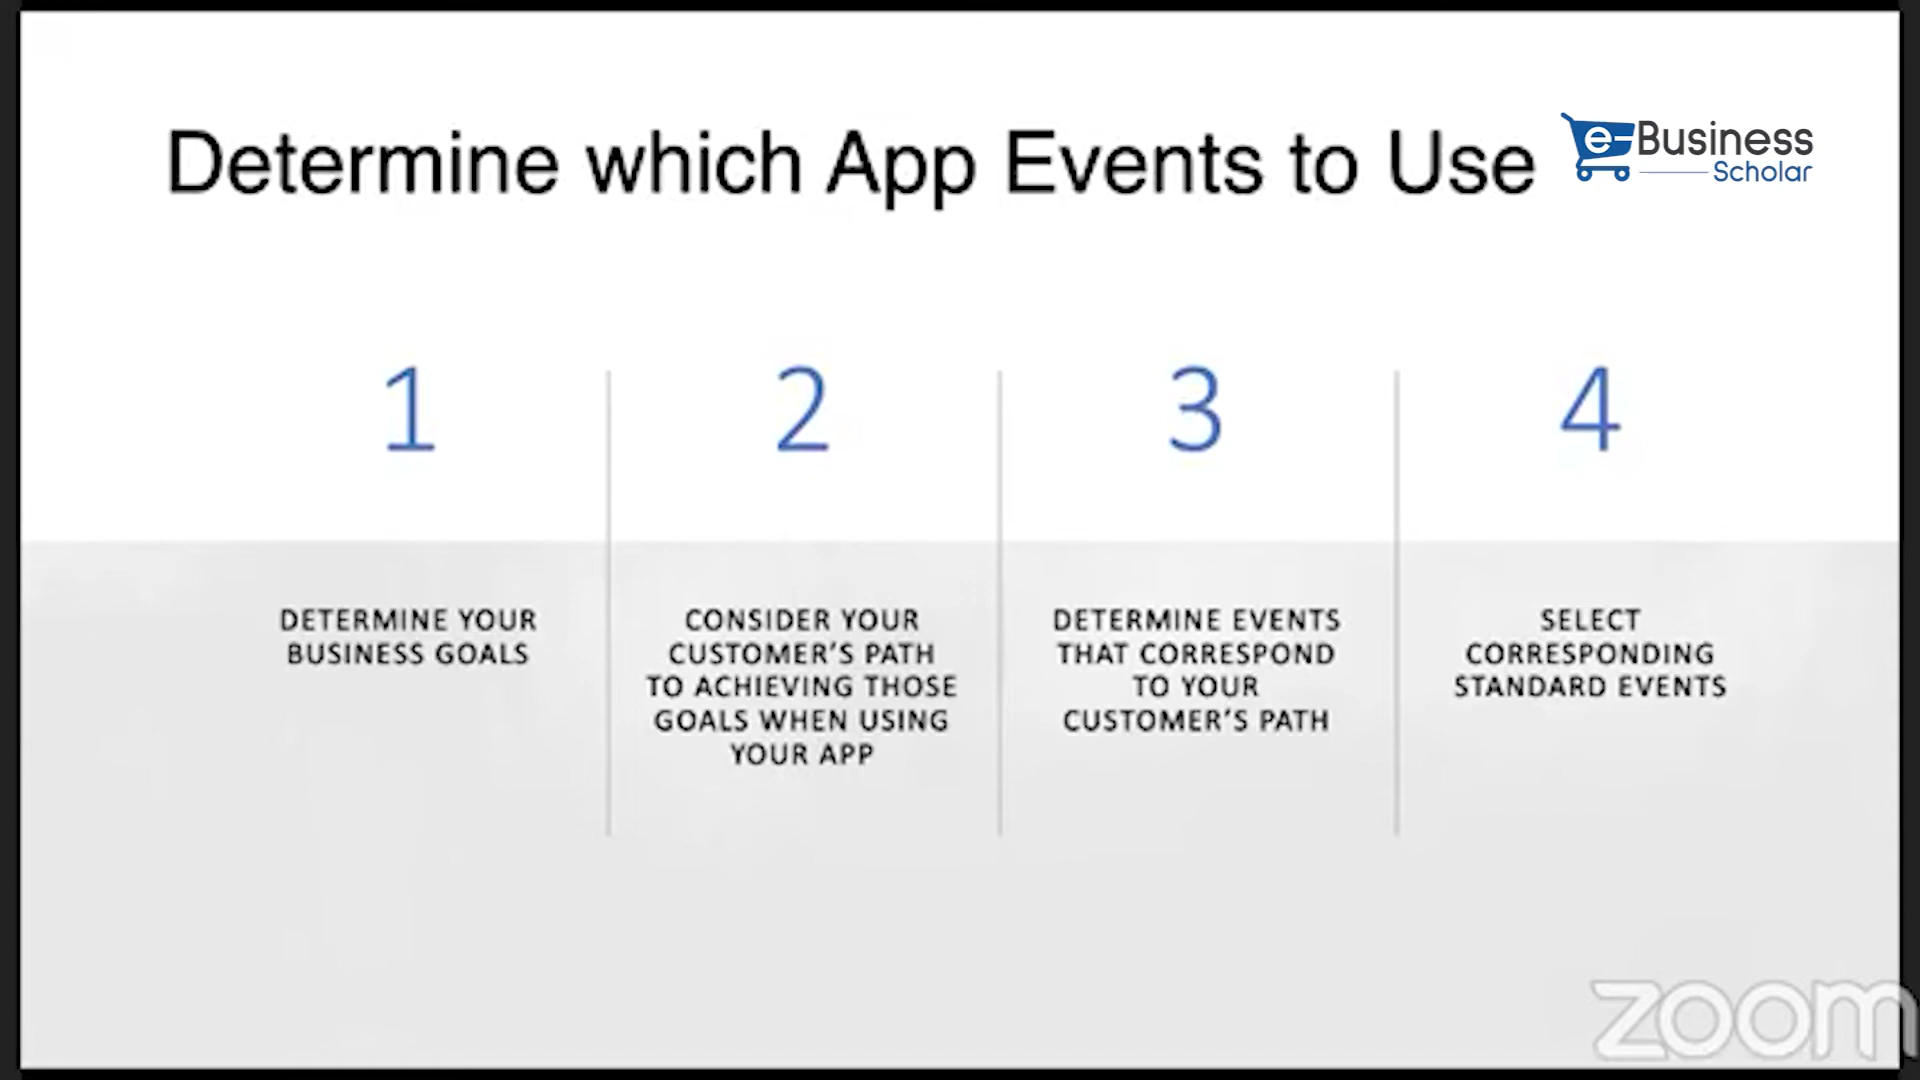 Determine which App Events to Use
e-Business
Scholar
1
DETERMINE YOUR
BUSINESS GOALS
2
CONSIDER YOUR
CUSTOMER'S PATH
TO ACHIEVING THOSE
GOALS WHEN USING
YOUR APP
3
DETERMINE EVENTS
THAT CORRESPOND
TO YOUR
CUSTOMER'S PATH
4
SELECT
CORRESPONDING
STANDARD EVENTS
zoom